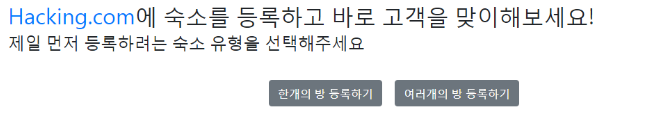 Hacking.com에 숙소를 등록하고 바로 고객을 맞이해보세요!
제일 먼저 등록하려는 숙소 유형을 선택해주세요
한개의 방 등록하기 여러개의 방 등록하기